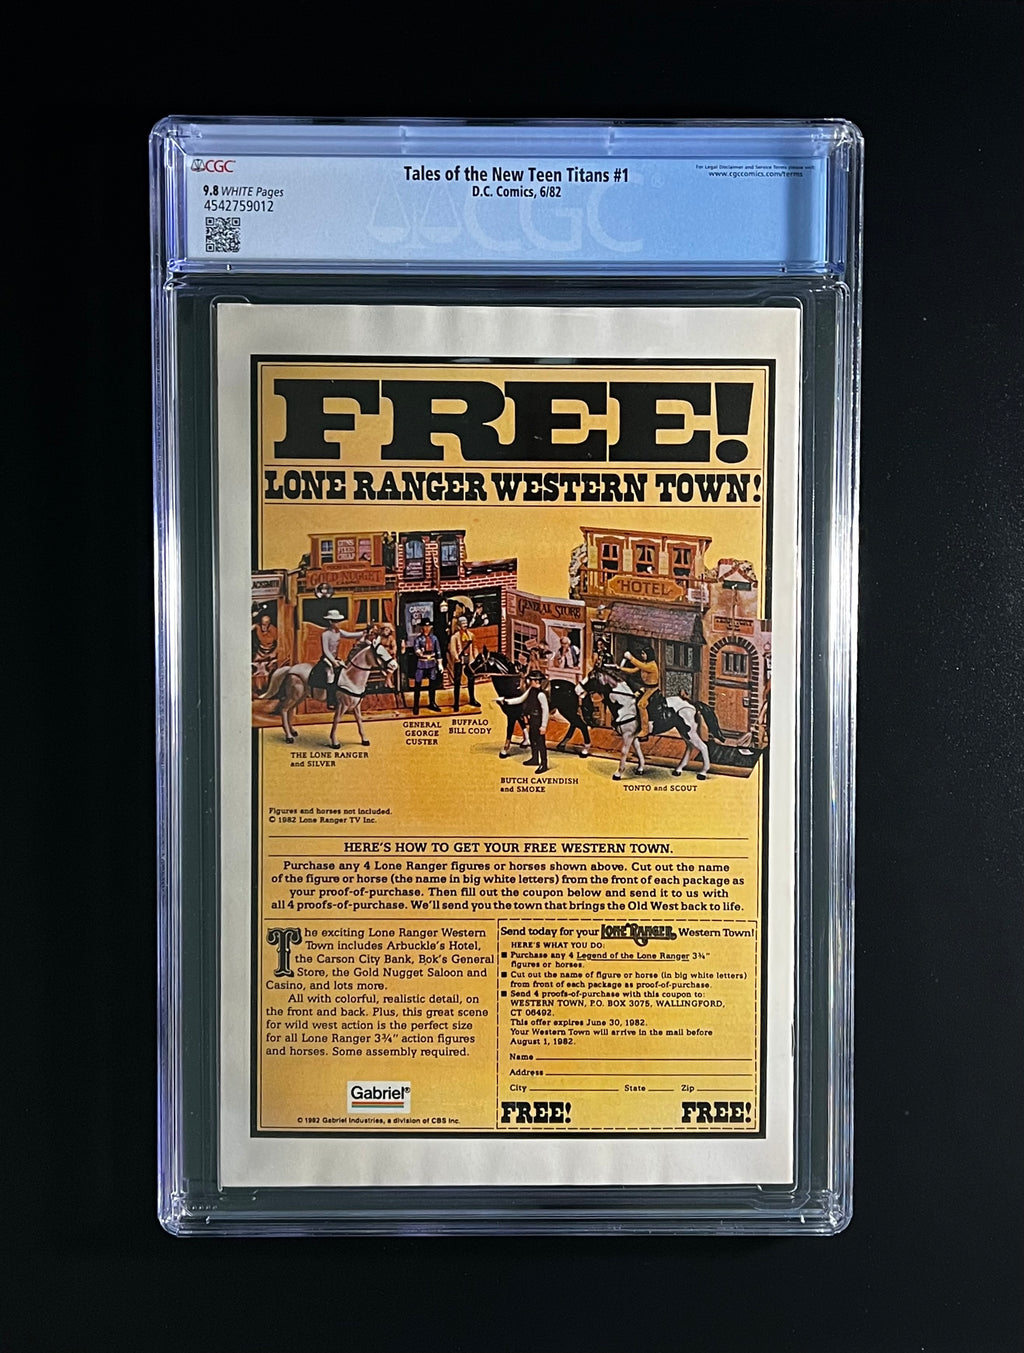 CGC
9.8 WHITE Pages
4542759012
Tales of the New Teen Titans #1
D.C. Comics, 6/82
For Legal Disclaimer and Service Terms please visit:
www.cgccomics.com/terms
CGC
FREE!
LONE RANGER WESTERN TOWN!
GOLD NUGGET
CARSON CITY
GENERAL STORE
HOTEL
THE LONE RANGER
and SILVER
GENERAL
GEORGE
CUSTER
BUFFALO
BILL CODY
BUTCH CAVENDISH
and SMOKE
TONTO and SCOUT
Figures and horses not included.
© 1982 Lone Ranger TV Inc.
HERE'S HOW TO GET YOUR FREE WESTERN TOWN.
Purchase any 4 Lone Ranger figures or horses shown above. Cut out the name
of the figure or horse (the name in big white letters) from the front of each package as
your proof-of-purchase. Then fill out the coupon below and send it to us with
all 4 proofs-of-purchase. We'll send you the town that brings the Old West back to life.
The exciting Lone Ranger Western
Town includes Arbuckle's Hotel,
the Carson City Bank, Bok's General
Store, the Gold Nugget Saloon and
Casino, and lots more.
All with colorful, realistic detail, on
the front and back. Plus, this great scene
for wild west action is the perfect size
for all Lone Ranger 3¾" action figures
and horses. Some assembly required.
Gabriel®
© 1982 Gabriel Industries, a division of CBS Inc.
Send today for your LONE RANGER Western Town!
HERE'S WHAT YOU DO:
■ Purchase any 4 Legend of the Lone Ranger 3¾"
figures or horses.
■ Cut out the name of figure or horse (in big white letters)
from front of each package as proof-of-purchase.
■ Send 4 proofs-of-purchase with this coupon to:
WESTERN TOWN, P.O. BOX 3075, WALLINGFORD,
CT 06492.
This offer expires June 30, 1982.
Your Western Town will arrive in the mail before
August 1, 1982.
Name
Address
City State Zip
FREE! FREE!